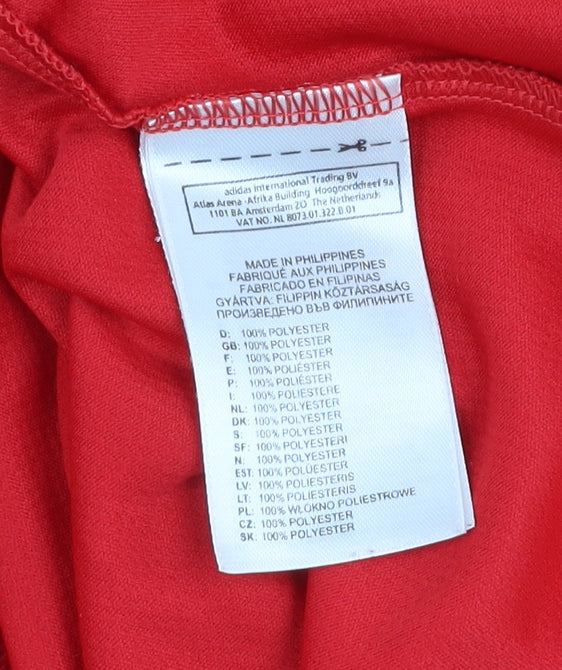 adidas International Trading BV
Atlas Arena -Afrika Building Hoogoorddreef 9a
1101 BA Amsterdam ZO The Netherlands
VAT NO. NL 8073.01.322.B.01
MADE IN PHILIPPINES
FABRIQUÉ AUX PHILIPPINES
FABRICADO EN FILIPINAS
GYÁRTVA: FILIPPIN KÖZTÁRSASÁG
ПРОИЗВЕДЕНО ВЪВ ФИЛИПИНИТЕ
D: 100% POLYESTER
GB: 100% POLYESTER
F: 100% POLYESTER
E: 100% POLIÉSTER
P: 100% POLIÉSTER
I: 100% POLIESTERE
NL: 100% POLYESTER
DK: 100% POLYESTER
S: 100% POLYESTER
SF: 100% POLYESTERI
N: 100% POLYESTER
EST: 100% POLÜESTER
LV: 100% POLIESTERIS
LT: 100% POLIESTERIS
PL: 100% WŁÓKNO POLIESTROWE
CZ: 100% POLYESTER
SK: 100% POLYESTER